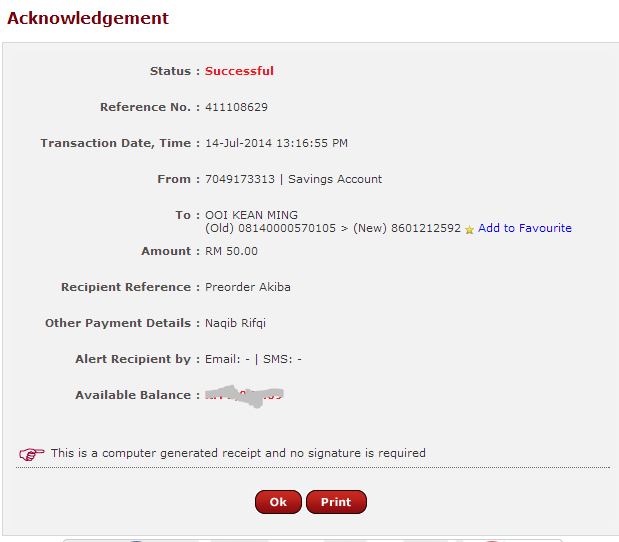 Acknowledgement
Status : Successful
Reference No. : 411108629
Transaction Date, Time : 14-Jul-2014 13:16:55 PM
From : 7049173313 | Savings Account
To : OOI KEAN MING
(Old) 08140000570105 > (New) 8601212592 Add to Favourite
Amount : RM 50.00
Recipient Reference : Preorder Akiba
Other Payment Details : Naqib Rifqi
Alert Recipient by : Email: - | SMS: -
Available Balance :
This is a computer generated receipt and no signature is required
Ok Print